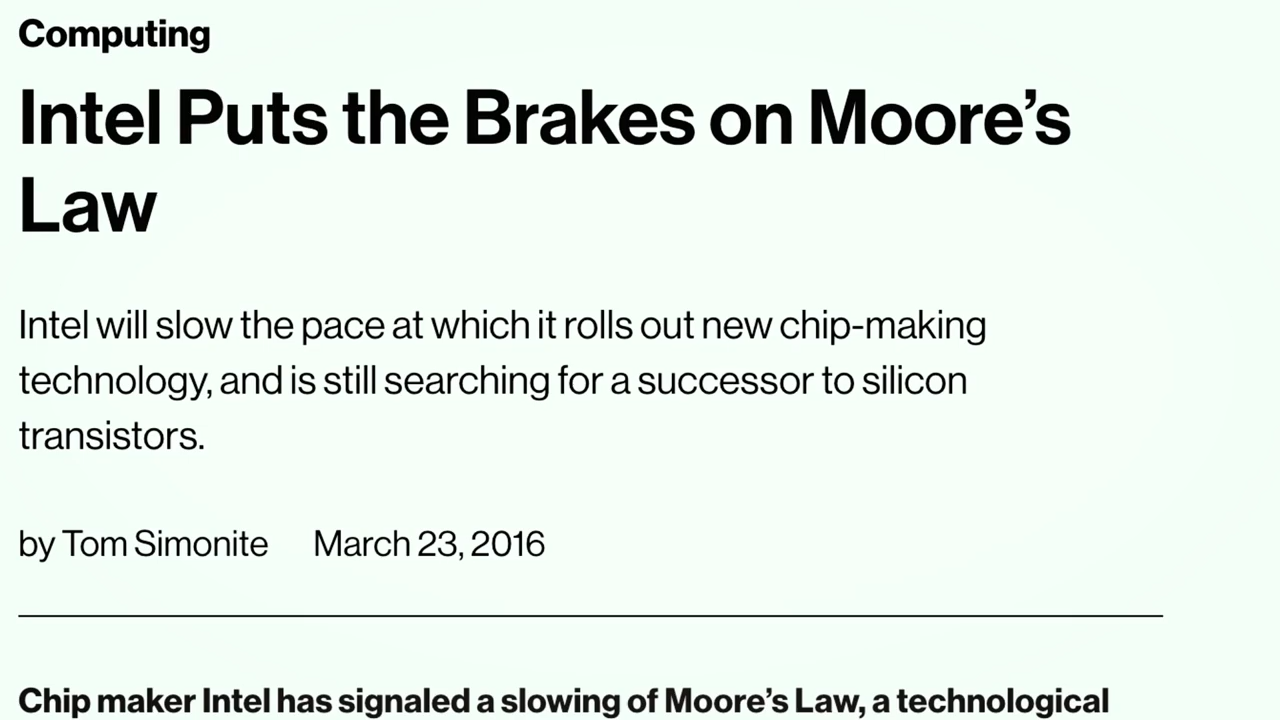 Computing
Intel Puts the Brakes on Moore’s
Law
Intel will slow the pace at which it rolls out new chip-making
technology, and is still searching for a successor to silicon
transistors.
by Tom Simonite March 23, 2016
Chip maker Intel has signaled a slowing of Moore’s Law, a technological